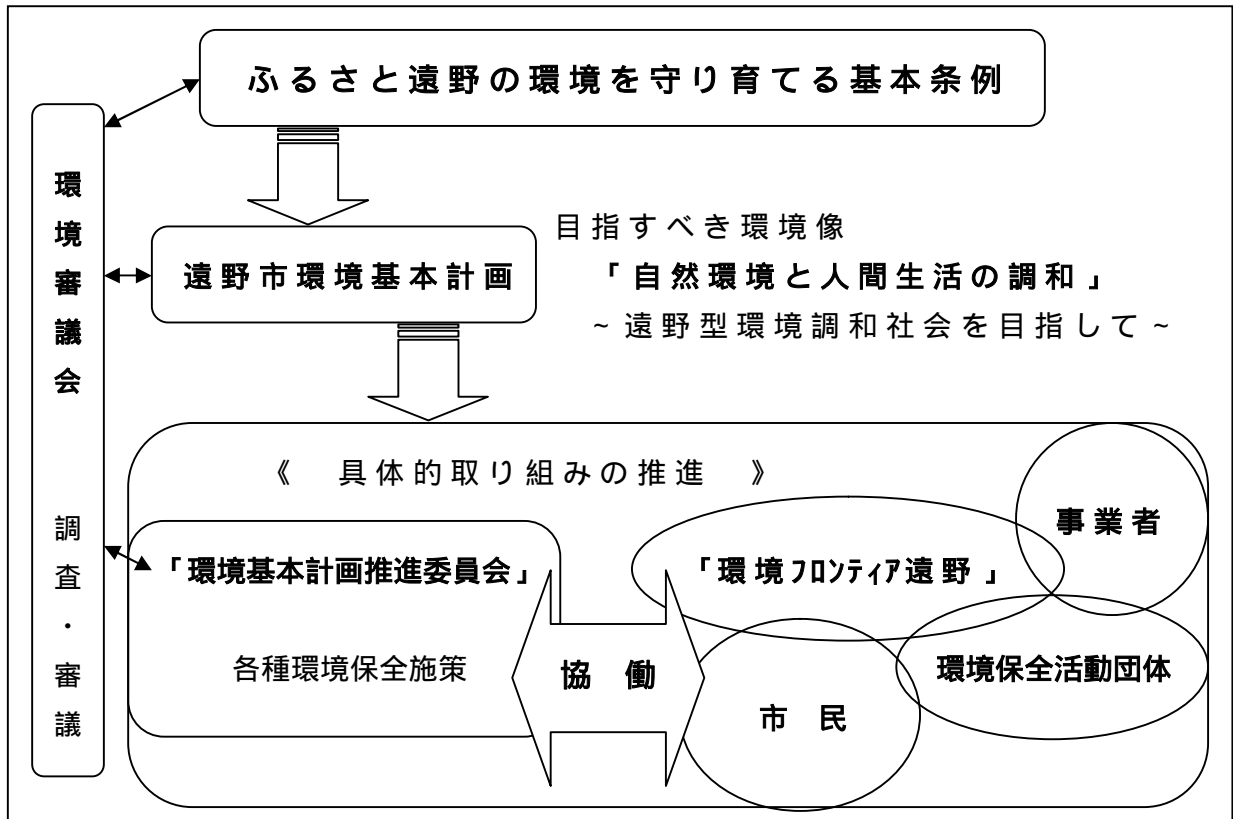 ふるさと遠野の環境を守り育てる基本条例
環境審議会 調査・審議
遠野市環境基本計画
目指すべき環境像
「自然環境と人間生活の調和」
~遠野型環境調和社会を目指して~
《 具体的取り組みの推進 》
「環境基本計画推進委員会」
各種環境保全施策
協 働
「環境フロンティア遠野」
事業者
環境保全活動団体
市 民